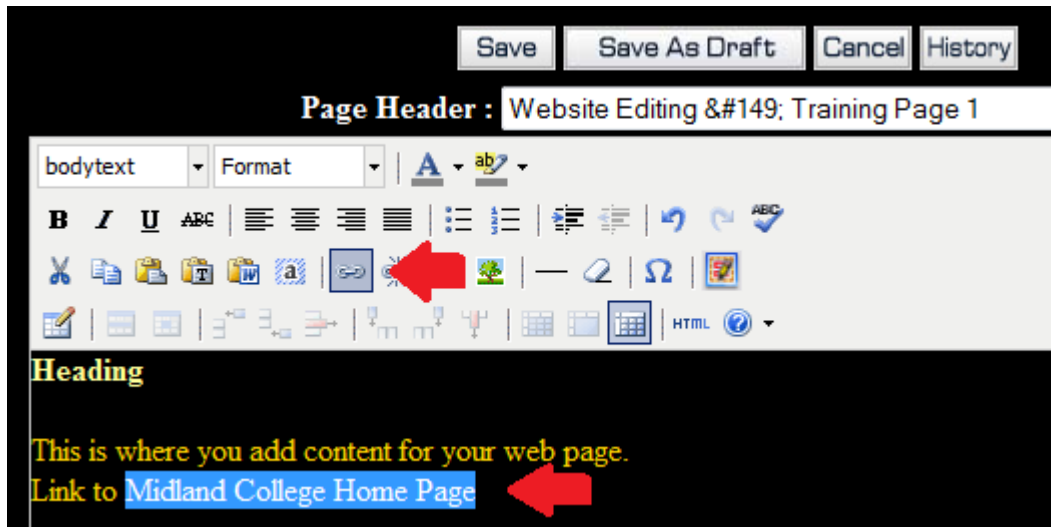 Save Save As Draft Cancel History
Page Header : Website Editing &#149; Training Page 1
bodytext Format A ab
B I U ABC ABC
T W a Ω
HTML ?
Heading
This is where you add content for your web page.
Link to Midland College Home Page